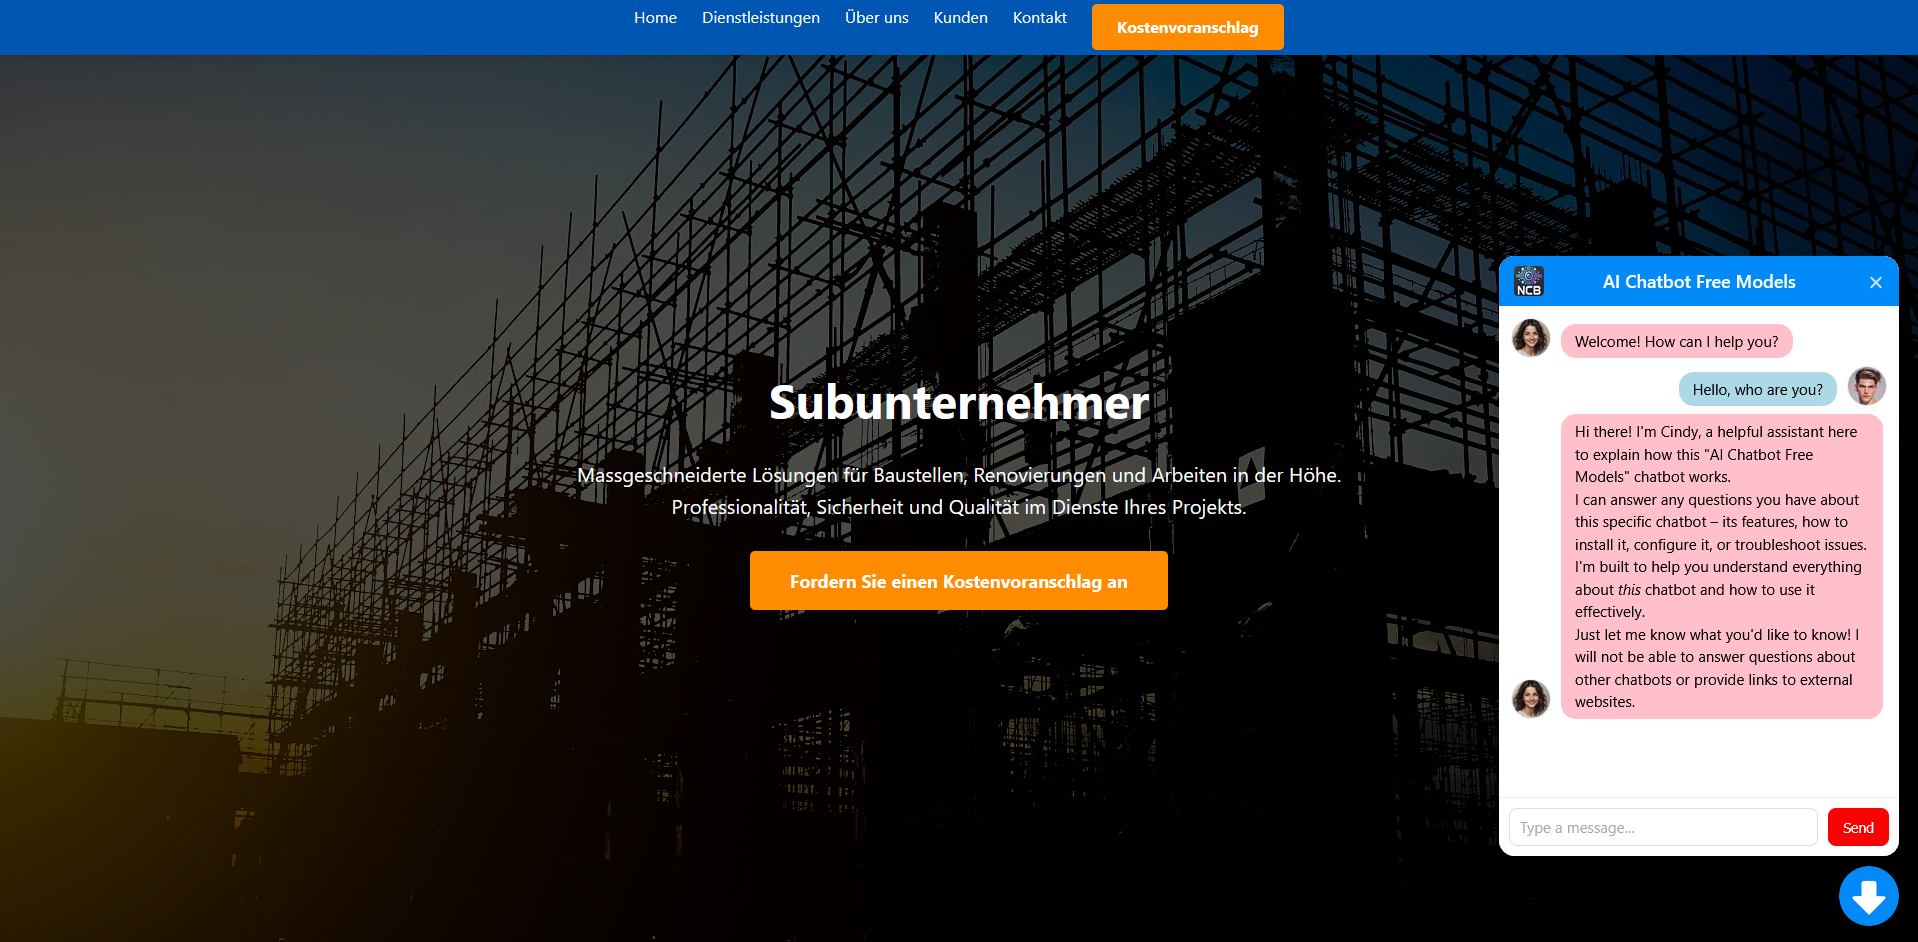 Home Dienstleistungen Über uns Kunden Kontakt Kostenvoranschlag
Subunternehmer
Massgeschneiderte Lösungen für Baustellen, Renovierungen und Arbeiten in der Höhe.
Professionalität, Sicherheit und Qualität im Dienste Ihres Projekts.
Fordern Sie einen Kostenvoranschlag an
NCB
AI Chatbot Free Models
Welcome! How can I help you?
Hello, who are you?
Hi there! I'm Cindy, a helpful assistant here
to explain how this "AI Chatbot Free
Models" chatbot works.
I can answer any questions you have about
this specific chatbot – its features, how to
install it, configure it, or troubleshoot issues.
I'm built to help you understand everything
about this chatbot and how to use it
effectively.
Just let me know what you'd like to know! I
will not be able to answer questions about
other chatbots or provide links to external
websites.
Type a message...
Send